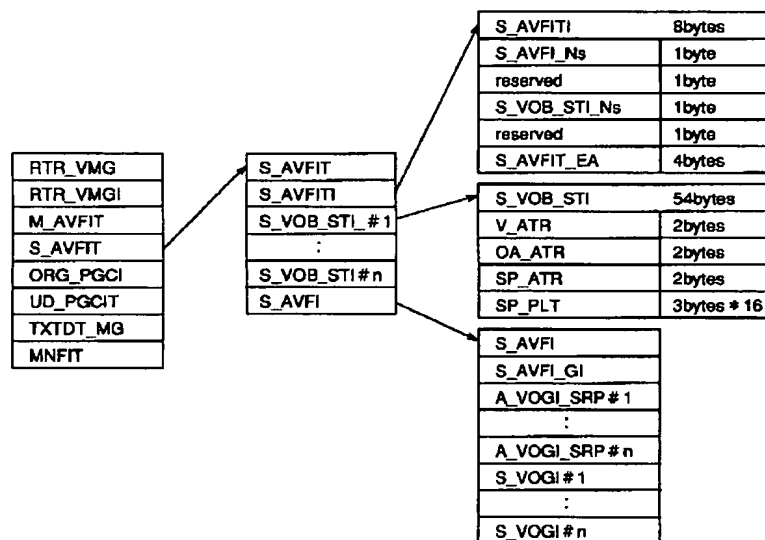 RTR_VMG
RTR_VMGI
M_AVFIT
S_AVFIT
ORG_PGCI
UD_PGCIT
TXTDT_MG
MNFIT
S_AVFIT
S_AVFITI
S_VOB_STI_#1
:
S_VOB_STI#n
S_AVFI
S_AVFITI 8bytes
S_AVFI_Ns 1byte
reserved 1byte
S_VOB_STI_Ns 1byte
reserved 1byte
S_AVFIT_EA 4bytes
S_VOB_STI 54bytes
V_ATR 2bytes
OA_ATR 2bytes
SP_ATR 2bytes
SP_PLT 3bytes * 16
S_AVFI
S_AVFI_GI
A_VOGI_SRP#1
:
A_VOGI_SRP#n
S_VOGI#1
:
S_VOGI#n